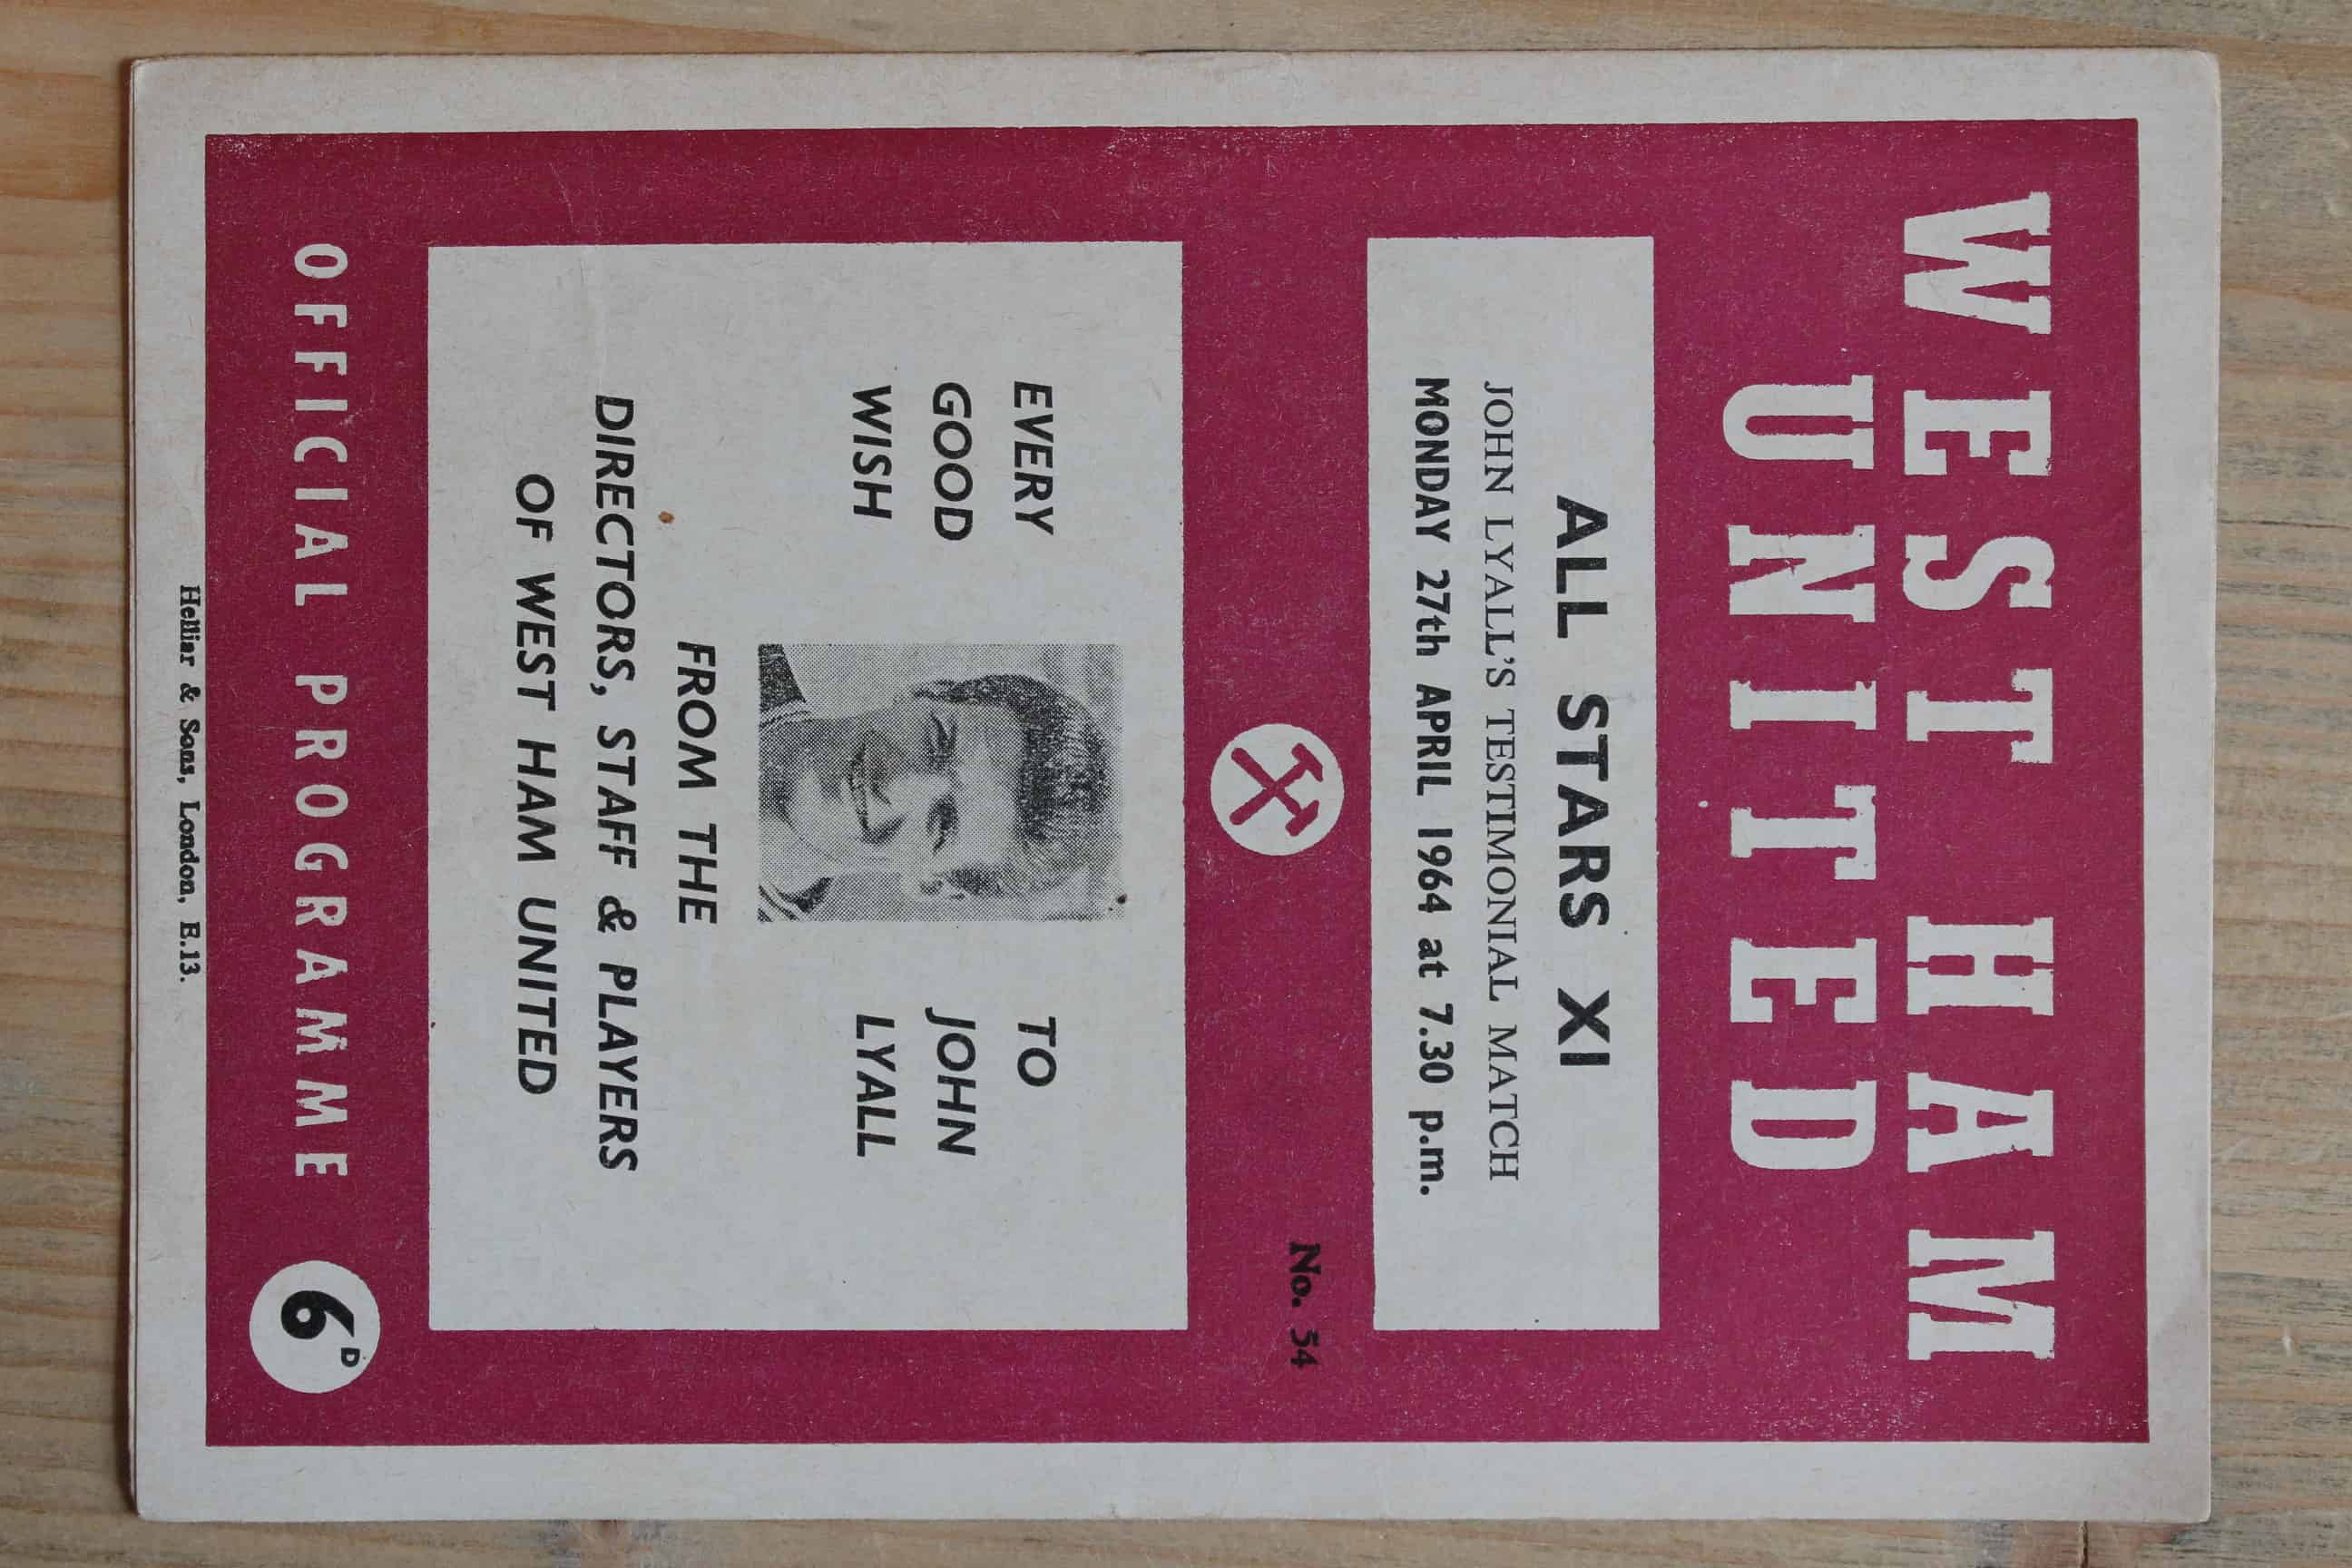 WEST HAM
UNITED
ALL STARS XI
JOHN LYALL'S TESTIMONIAL MATCH
MONDAY 27th APRIL 1964 at 7.30 p.m.
No. 54
EVERY
GOOD
WISH
TO
JOHN
LYALL
FROM THE
DIRECTORS, STAFF & PLAYERS
OF WEST HAM UNITED
OFFICIAL PROGRAMME
6D
Helliar & Sons, London, E.13.